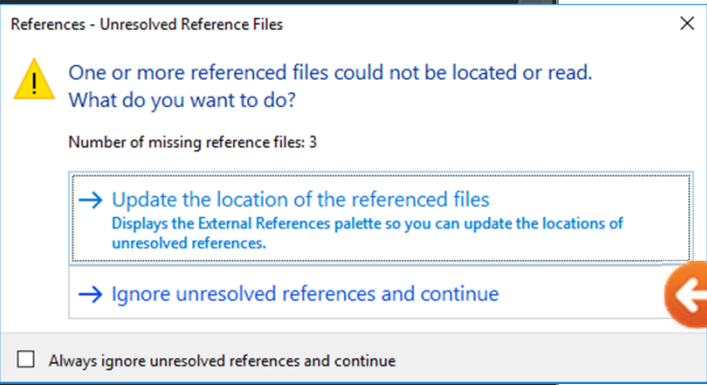 References - Unresolved Reference Files
One or more referenced files could not be located or read.
What do you want to do?
Number of missing reference files: 3
Update the location of the referenced files
Displays the External References palette so you can update the locations of
unresolved references.
Ignore unresolved references and continue
Always ignore unresolved references and continue